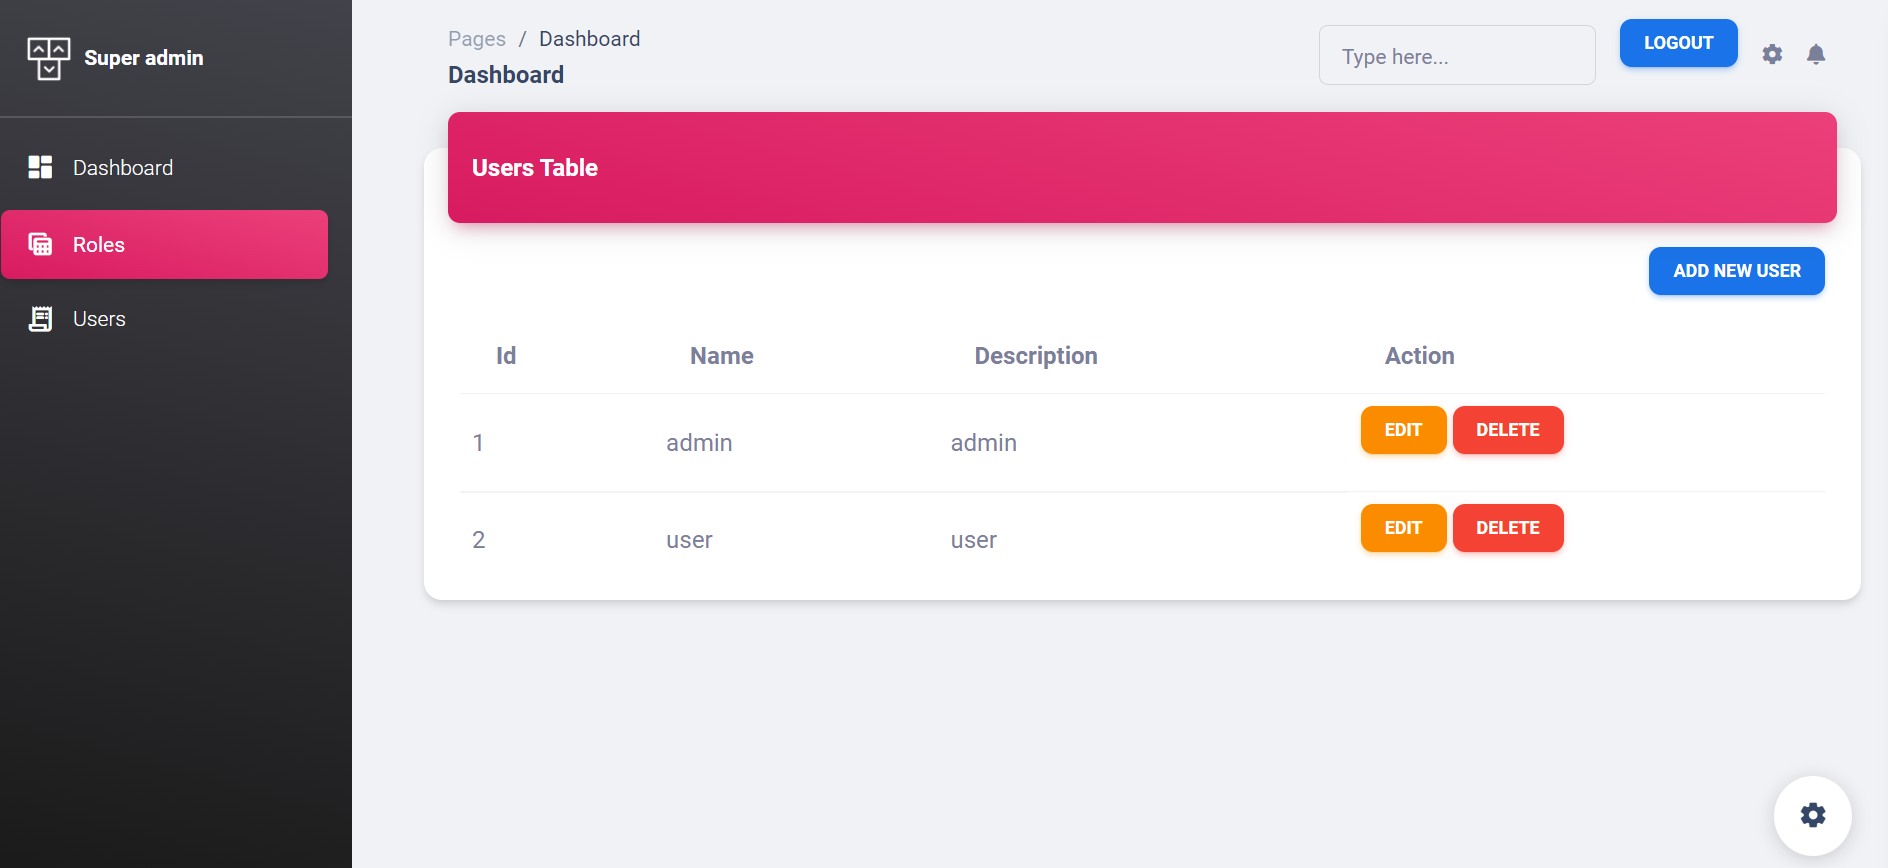 Super admin
Dashboard
Roles
Users
Pages / Dashboard
Dashboard
Type here...
LOGOUT
Users Table
ADD NEW USER
Id Name Description Action
1 admin admin EDIT DELETE
2 user user EDIT DELETE